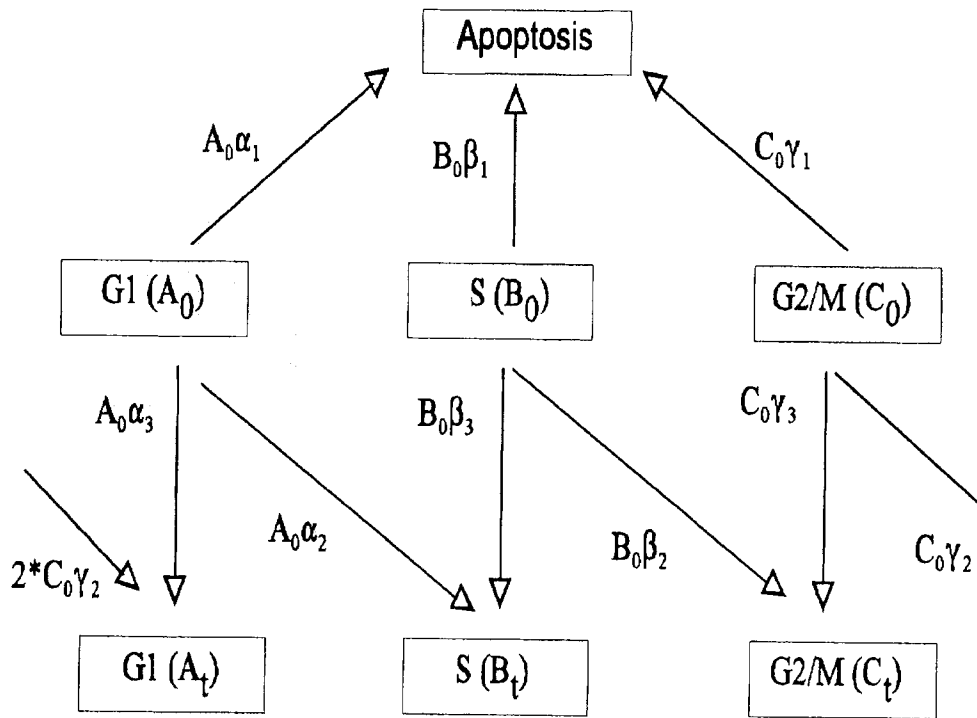 Apoptosis
A₀α₁
B₀β₁
C₀γ₁
G1 (A₀)
S (B₀)
G2/M (C₀)
A₀α₃
B₀β₃
C₀γ₃
A₀α₂
B₀β₂
C₀γ₂
2*C₀γ₂
G1 (Aₜ)
S (Bₜ)
G2/M (Cₜ)